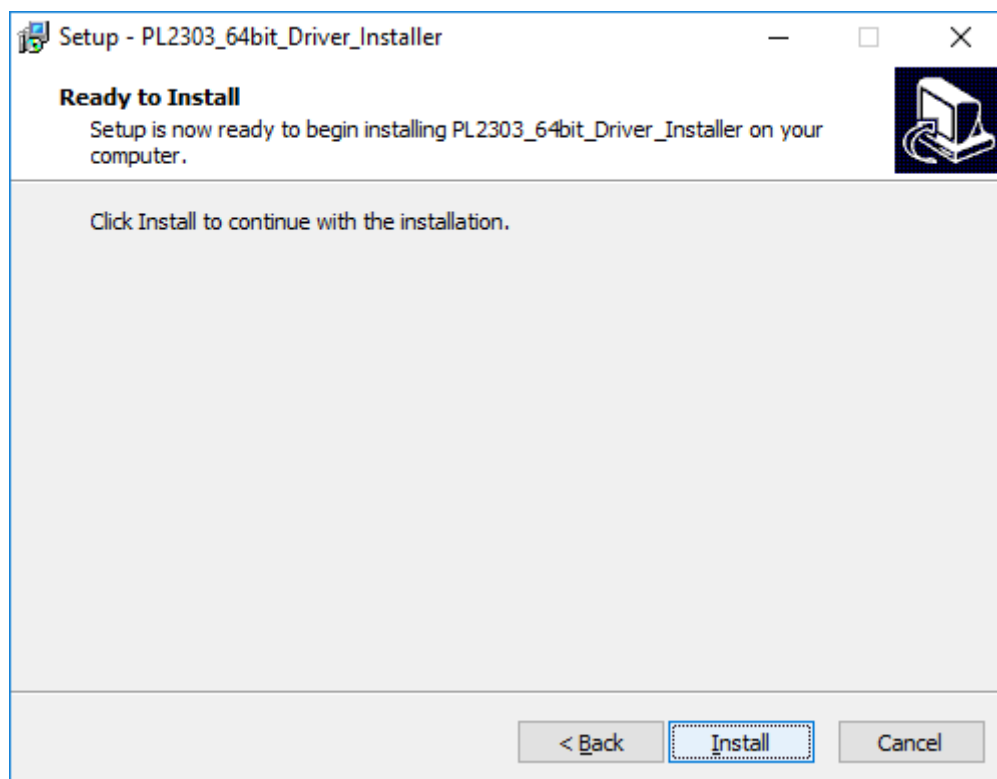 Setup - PL2303_64bit_Driver_Installer
Ready to Install
Setup is now ready to begin installing PL2303_64bit_Driver_Installer on your
computer.
Click Install to continue with the installation.
< Back
Install
Cancel